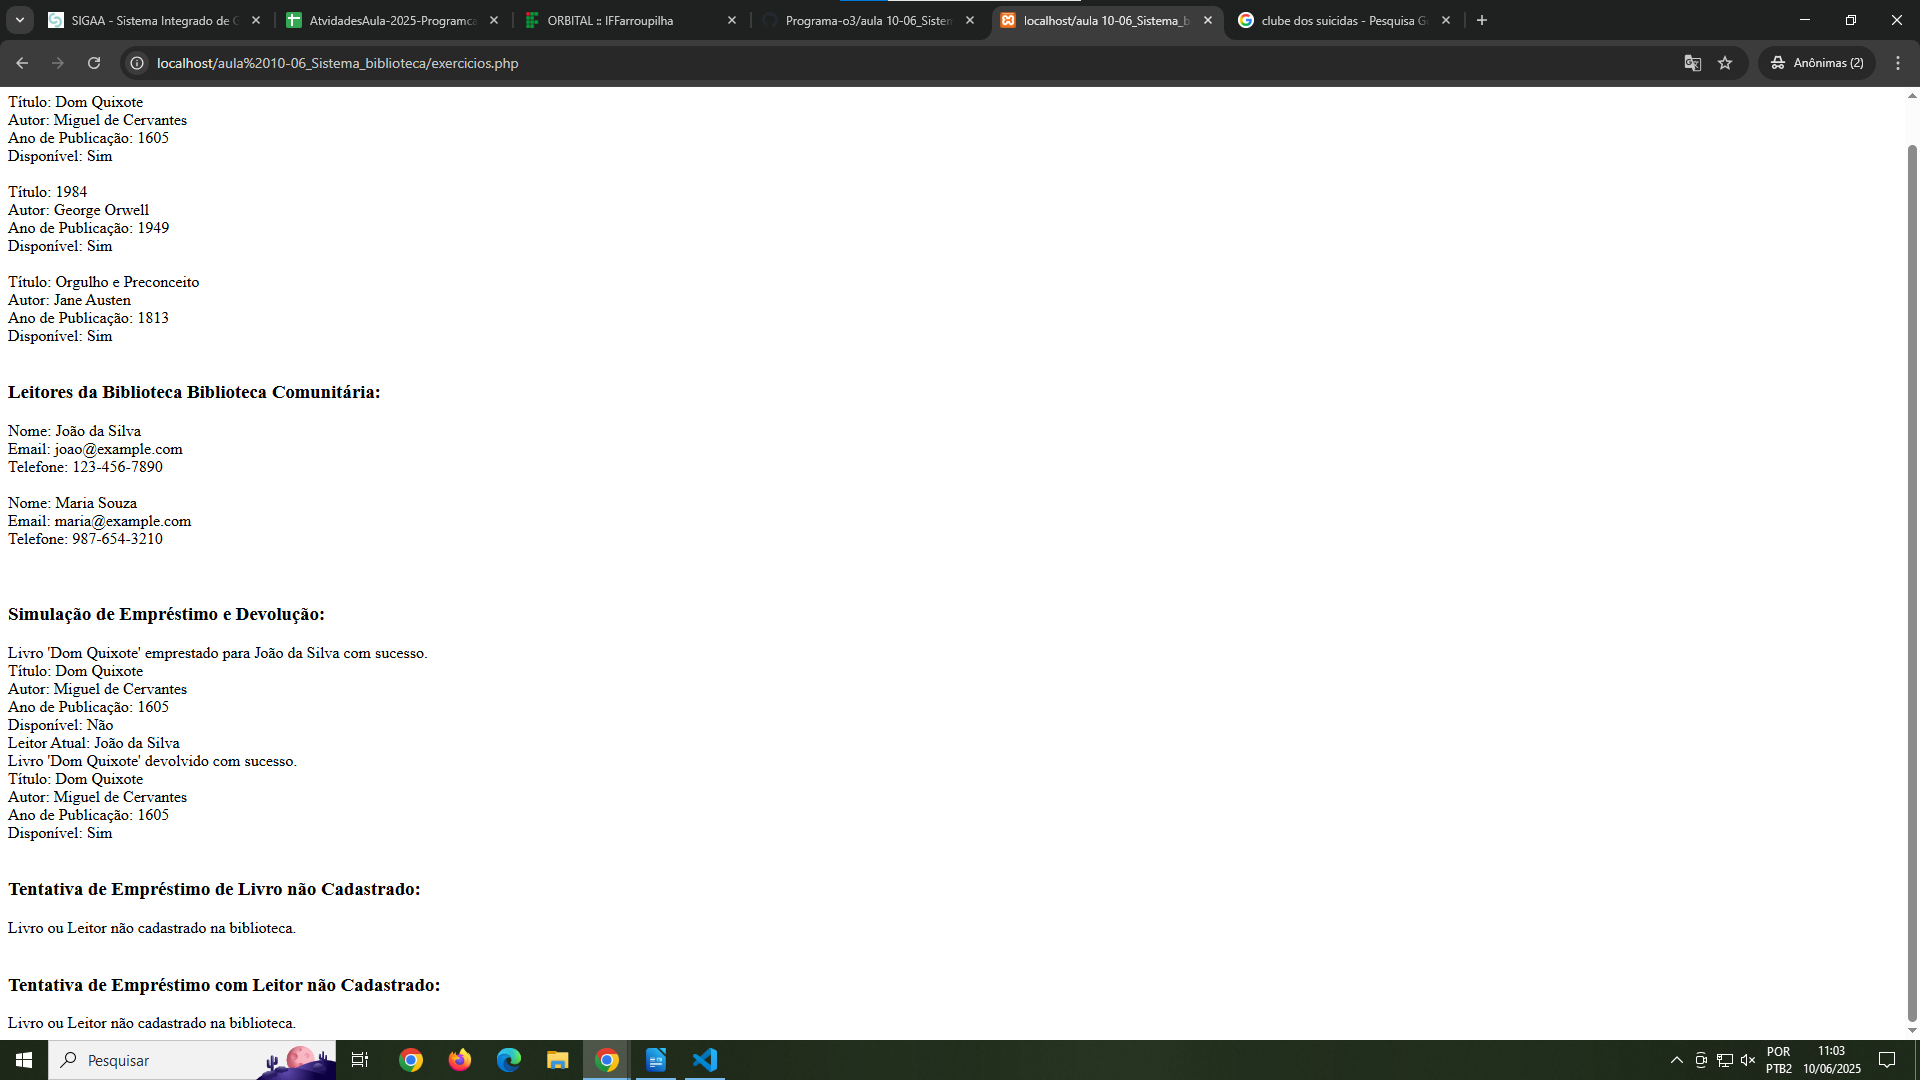 SIGAA - Sistema Integrado de G
AtvidadesAula-2025-Programca
ORBITAL :: IFFarroupilha
Programa-o3/aula 10-06_Sistem
localhost/aula 10-06_Sistema_b
clube dos suicidas - Pesquisa G
localhost/aula%2010-06_Sistema_biblioteca/exercicios.php
Anônimas (2)
Título: Dom Quixote
Autor: Miguel de Cervantes
Ano de Publicação: 1605
Disponível: Sim
Título: 1984
Autor: George Orwell
Ano de Publicação: 1949
Disponível: Sim
Título: Orgulho e Preconceito
Autor: Jane Austen
Ano de Publicação: 1813
Disponível: Sim
Leitores da Biblioteca Biblioteca Comunitária:
Nome: João da Silva
Email: joao@example.com
Telefone: 123-456-7890
Nome: Maria Souza
Email: maria@example.com
Telefone: 987-654-3210
Simulação de Empréstimo e Devolução:
Livro 'Dom Quixote' emprestado para João da Silva com sucesso.
Título: Dom Quixote
Autor: Miguel de Cervantes
Ano de Publicação: 1605
Disponível: Não
Leitor Atual: João da Silva
Livro 'Dom Quixote' devolvido com sucesso.
Título: Dom Quixote
Autor: Miguel de Cervantes
Ano de Publicação: 1605
Disponível: Sim
Tentativa de Empréstimo de Livro não Cadastrado:
Livro ou Leitor não cadastrado na biblioteca.
Tentativa de Empréstimo com Leitor não Cadastrado:
Livro ou Leitor não cadastrado na biblioteca.
Pesquisar
POR
PTB2
11:03
10/06/2025